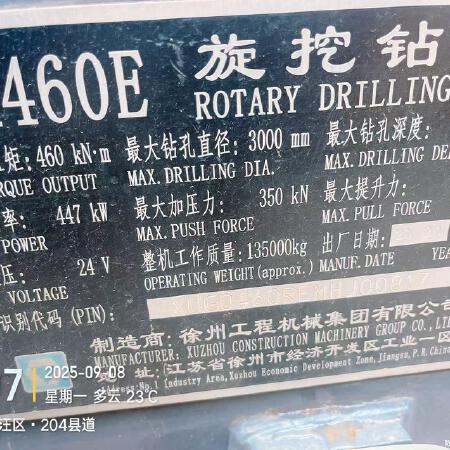 460E 旋挖钻
ROTARY DRILLING
矩: 460 kN·m 最大钻孔直径: 3000 mm 最大钻孔深度:
RQUE OUTPUT MAX. DRILLING DIA. MAX. DRILLING DE
率: 447 kW 最大加压力: 350 kN 最大提升力:
POWER MAX. PUSH FORCE MAX. PULL FORCE
压: 24 V 整机工作质量: 135000kg 出厂日期:
VOLTAGE OPERATING WEIGHT (approx.) MANUF. DATE YEA
识别代码 (PIN):
制造商: 徐州工程机械集团有限公
MANUFACTURER: XUZHOU CONSTRUCTION MACHINERY GROUP CO., LT
地 址: 江苏省徐州市经济开发区工业一区
Address: No.1 Industry Area, Xuzhou Economic Development Zone, Jiangsu, P.R. China
7 2025-09-08
星期一 多云 23℃
汪区·204县道